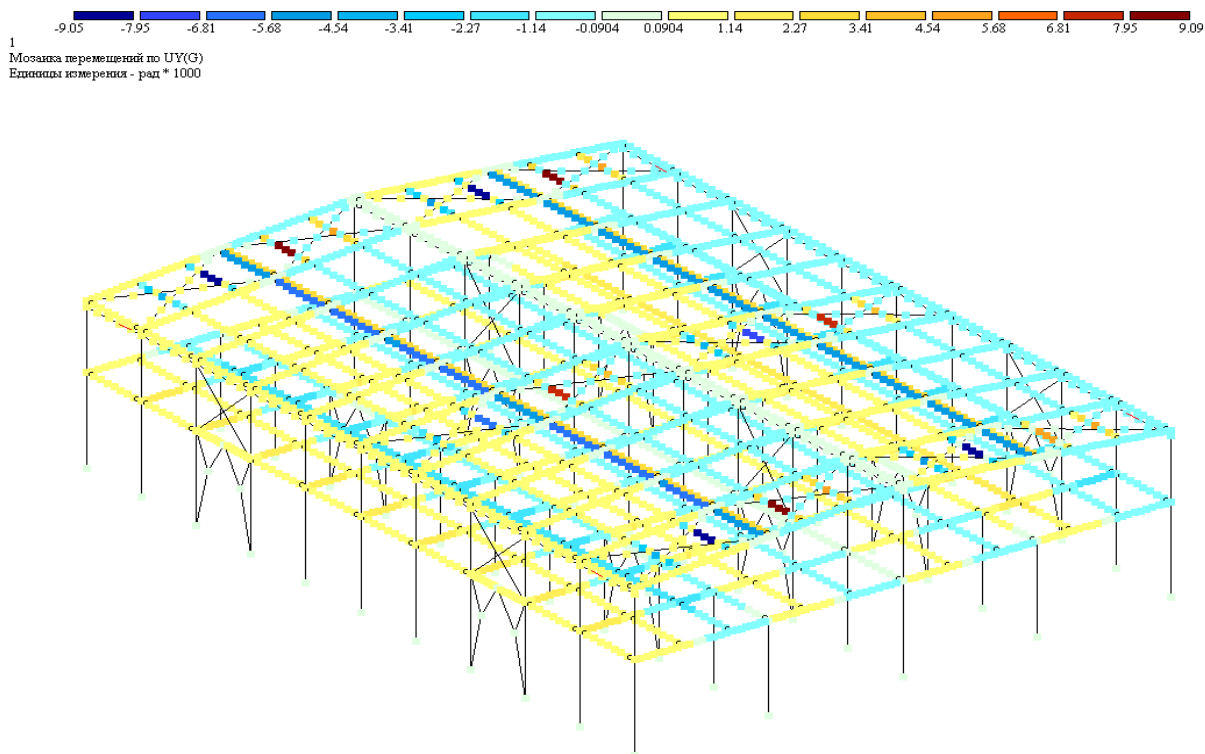 -9.05 -7.95 -6.81 -5.68 -4.54 -3.41 -2.27 -1.14 -0.0904 0.0904 1.14 2.27 3.41 4.54 5.68 6.81 7.95 9.09
1
Мозаика перемещений по UY(G)
Единицы измерения - рад * 1000